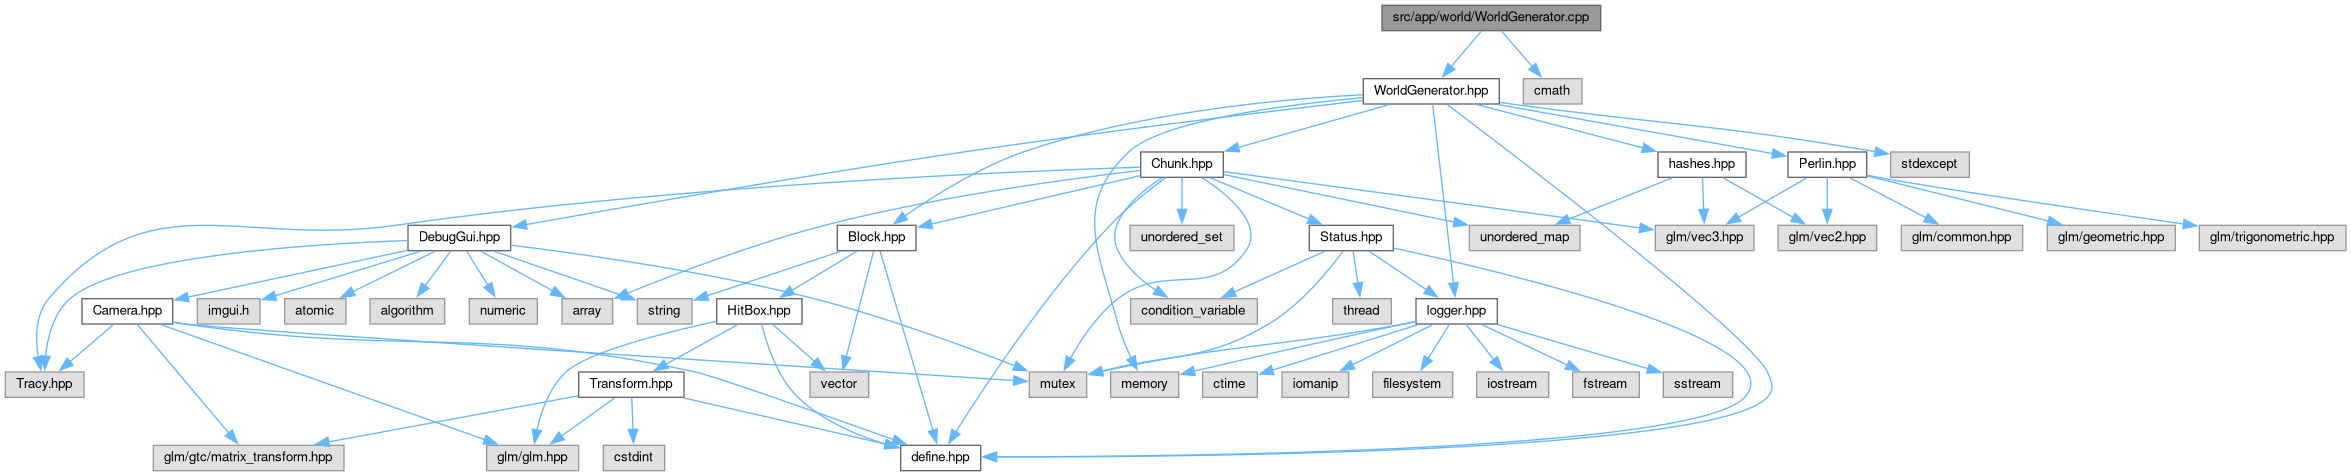 src/app/world/WorldGenerator.cpp
WorldGenerator.hpp
cmath
Chunk.hpp
hashes.hpp
Perlin.hpp
stdexcept
DebugGui.hpp
Block.hpp
unordered_set
Status.hpp
unordered_map
glm/vec3.hpp
glm/vec2.hpp
glm/common.hpp
glm/geometric.hpp
glm/trigonometric.hpp
Camera.hpp
imgui.h
atomic
algorithm
numeric
array
string
HitBox.hpp
condition_variable
thread
logger.hpp
Tracy.hpp
Transform.hpp
vector
mutex
memory
ctime
iomanip
filesystem
iostream
fstream
sstream
glm/gtc/matrix_transform.hpp
glm/glm.hpp
cstdint
define.hpp